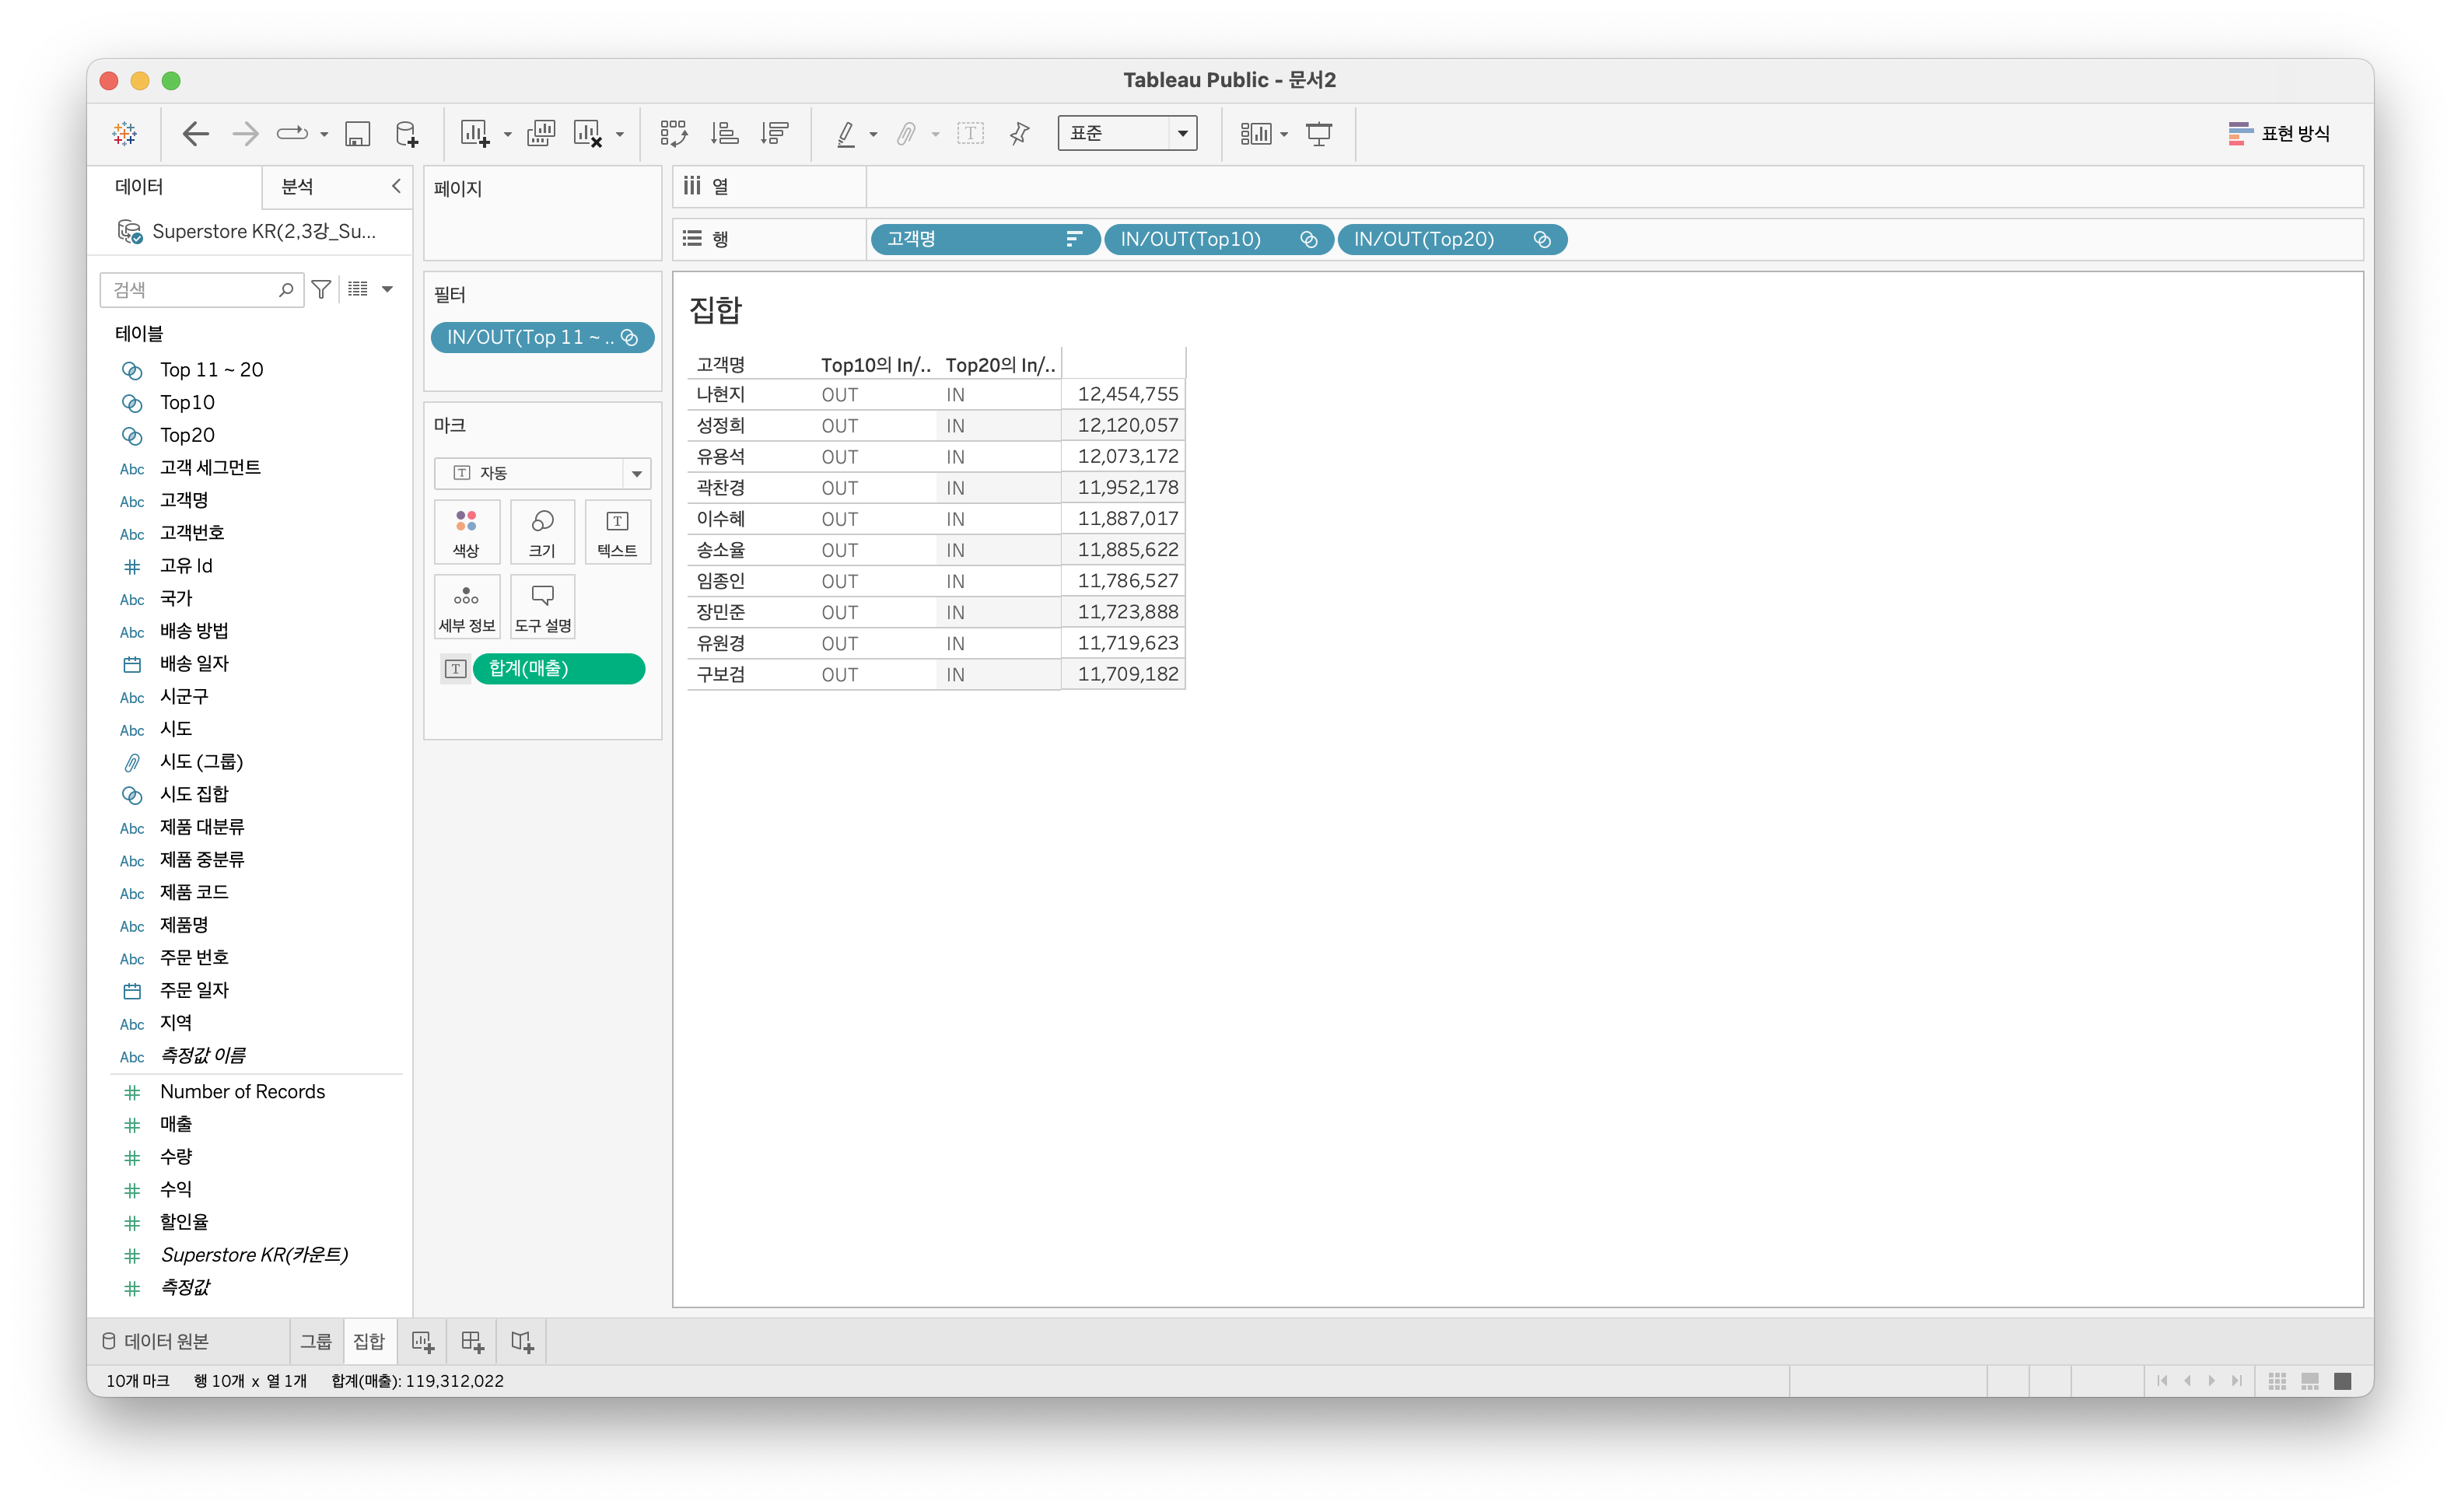 Tableau Public - 문서2
표준
표현 방식
데이터
분석
Superstore KR(2,3강_Su...
검색
테이블
Top 11 ~ 20
Top10
Top20
Abc 고객 세그먼트
Abc 고객명
Abc 고객번호
고유 Id
Abc 국가
Abc 배송 방법
배송 일자
Abc 시군구
Abc 시도
시도 (그룹)
시도 집합
Abc 제품 대분류
Abc 제품 중분류
Abc 제품 코드
Abc 제품명
Abc 주문 번호
주문 일자
Abc 지역
Abc 측정값 이름
Number of Records
매출
수량
수익
할인율
Superstore KR(카운트)
측정값
페이지
필터
IN/OUT(Top 11 ~ ..
마크
자동
색상
크기
텍스트
세부 정보
도구 설명
합계(매출)
열
행
고객명
IN/OUT(Top10)
IN/OUT(Top20)
집합
고객명 Top10의 In/.. Top20의 In/..
나현지 OUT IN 12,454,755
성정희 OUT IN 12,120,057
유용석 OUT IN 12,073,172
곽찬경 OUT IN 11,952,178
이수혜 OUT IN 11,887,017
송소율 OUT IN 11,885,622
임종인 OUT IN 11,786,527
장민준 OUT IN 11,723,888
유원경 OUT IN 11,719,623
구보검 OUT IN 11,709,182
데이터 원본
그룹
집합
10개 마크 행 10개 x 열 1개 합계(매출): 119,312,022